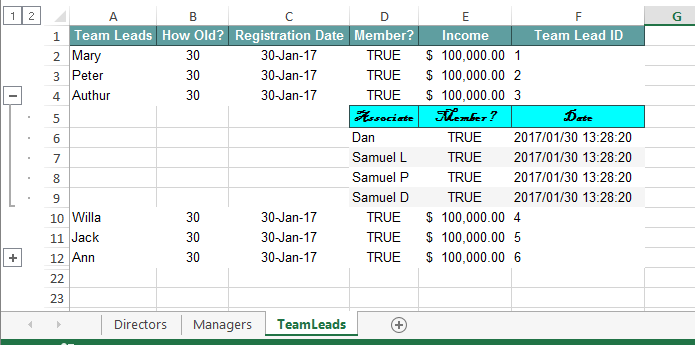 1 2
A B C D E F G
1 Team Leads How Old? Registration Date Member? Income Team Lead ID
2 Mary 30 30-Jan-17 TRUE $ 100,000.00 1
3 Peter 30 30-Jan-17 TRUE $ 100,000.00 2
4 Authur 30 30-Jan-17 TRUE $ 100,000.00 3
5 Associate Member? Date
6 Dan TRUE 2017/01/30 13:28:20
7 Samuel L TRUE 2017/01/30 13:28:20
8 Samuel P TRUE 2017/01/30 13:28:20
9 Samuel D TRUE 2017/01/30 13:28:20
10 Willa 30 30-Jan-17 TRUE $ 100,000.00 4
11 Jack 30 30-Jan-17 TRUE $ 100,000.00 5
12 Ann 30 30-Jan-17 TRUE $ 100,000.00 6
22
23
Directors Managers TeamLeads